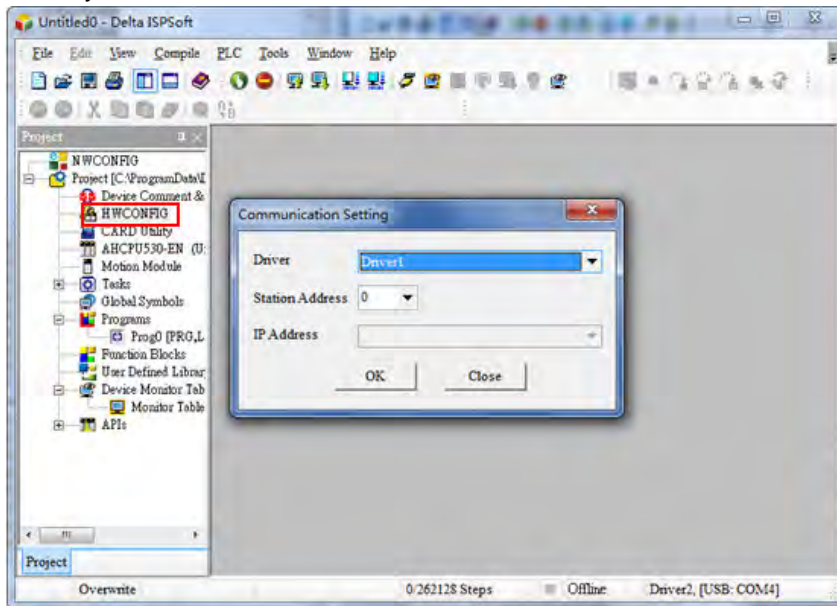 Untitled0 - Delta ISPSoft
File Edit View Compile PLC Tools Window Help
Project
NWCONFIG
Project [C:\ProgramData\D
Device Comment &
HWCONFIG
CARD Utility
AHCPU530-EN (U:
Motion Module
Tasks
Global Symbols
Programs
Prog0 [PRG,L
Function Blocks
User Defined Librar
Device Monitor Tab
Monitor Table
APIs
Communication Setting
Driver Driver1
Station Address 0
IP Address
OK Close
Project
Overwrite 0/262128 Steps Offline Driver2, [USB: COM4]